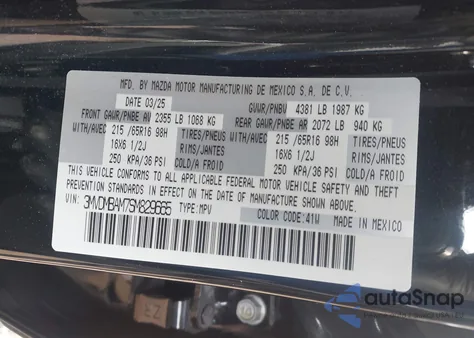 MFD. BY MAZDA MOTOR MANUFACTURING DE MEXICO S.A. DE C.V.
DATE 03/25 GVWR/PNBV 4381 LB 1987 KG
FRONT GAWR/PNBE AV 2355 LB 1068 KG REAR GAWR/PNBE AR 2072 LB 940 KG
WITH/AVEC 215 /65R16 98H TIRES/PNEUS WITH/AVEC 215 /65R16 98H TIRES/PNEUS
16X6 1/2J RIMS/JANTES 16X6 1/2J RIMS/JANTES
250 KPA/36 PSI COLD/A FROID 250 KPA/36 PSI COLD/A FROID
THIS VEHICLE CONFORMS TO ALL APPLICABLE FEDERAL MOTOR VEHICLE SAFETY AND THEFT
PREVENTION STANDARDS IN EFFECT ON THE DATE OF MANUFACTURE SHOWN ABOVE.
VIN: 3MVDMBAM7SM829665 TYPE: MPV COLOR CODE:41W MADE IN MEXICO
autoSnap